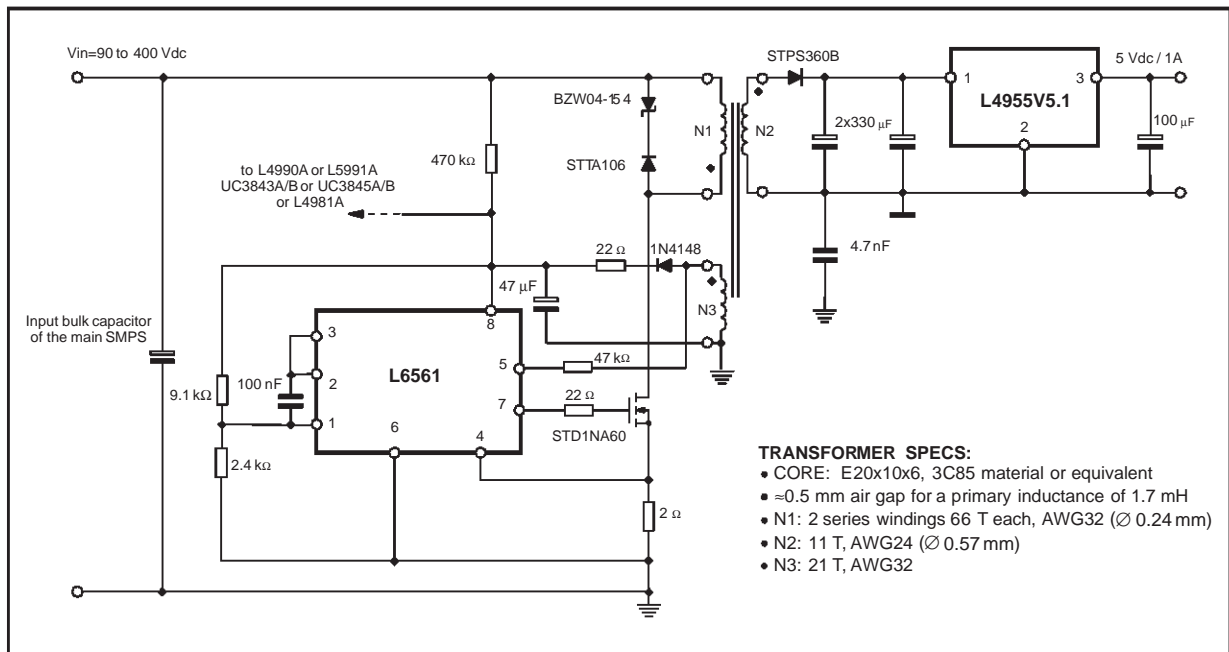 Vin=90 to 400 Vdc
STPS360B
5 Vdc / 1A
BZW04-154
1
3
L4955V5.1
N1
N2
2x330 µF
2
100 µF
470 kΩ
STTA106
to L4990A or L5991A
UC3843A/B or UC3845A/B
or L4981A
22 Ω
1N4148
4.7 nF
47 µF
N3
Input bulk capacitor
of the main SMPS
3
8
L6561
5
47 kΩ
9.1 kΩ
100 nF
2
7
22 Ω
1
6
4
STD1NA60
2.4 kΩ
2 Ω
TRANSFORMER SPECS:
• CORE: E20x10x6, 3C85 material or equivalent
• ≈0.5 mm air gap for a primary inductance of 1.7 mH
• N1: 2 series windings 66 T each, AWG32 (∅ 0.24 mm)
• N2: 11 T, AWG24 (∅ 0.57 mm)
• N3: 21 T, AWG32